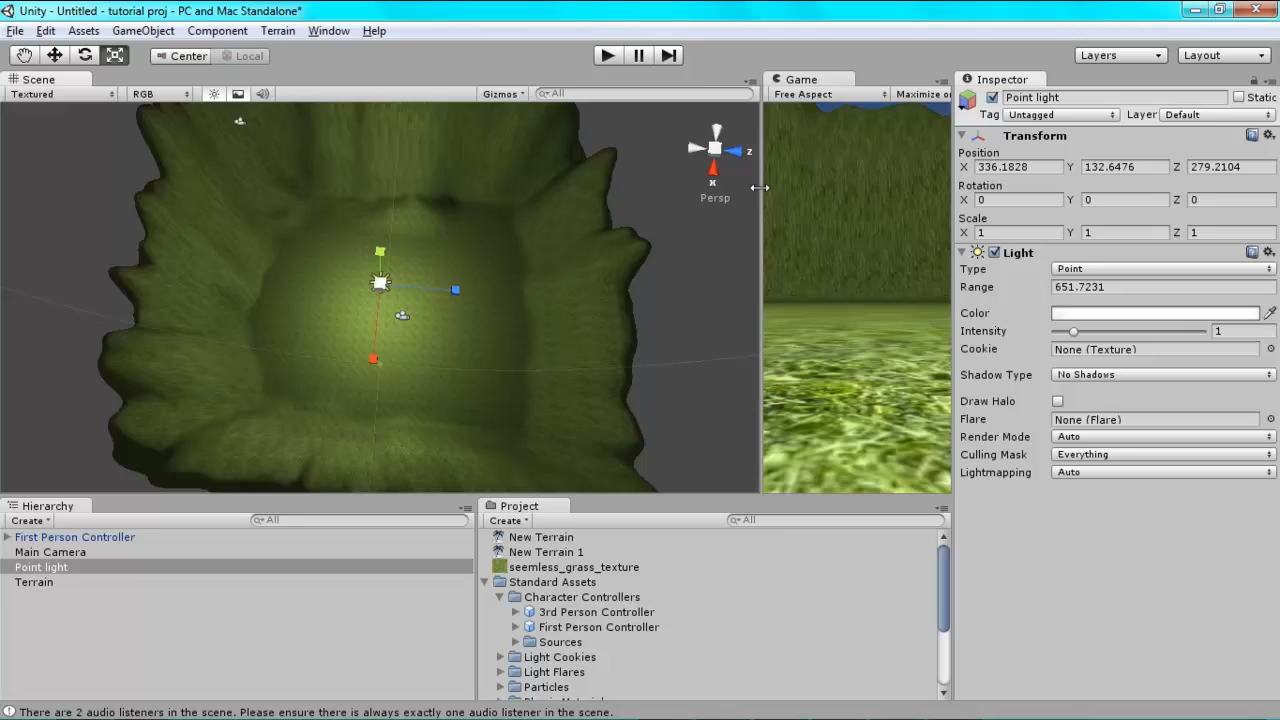 Unity - Untitled - tutorial proj - PC and Mac Standalone*
File Edit Assets GameObject Component Terrain Window Help
Center Local Layers Layout
Scene
Textured RGB Gizmos All
z
x
Persp
Game
Free Aspect Maximize o
Inspector
Point light Static
Tag Untagged Layer Default
Transform
Position
X 336.1828 Y 132.6476 Z 279.2104
Rotation
X 0 Y 0 Z 0
Scale
X 1 Y 1 Z 1
Light
Type Point
Range 651.7231
Color
Intensity 1
Cookie None (Texture)
Shadow Type No Shadows
Draw Halo
Flare None (Flare)
Render Mode Auto
Culling Mask Everything
Lightmapping Auto
Hierarchy
Create All
First Person Controller
Main Camera
Point light
Terrain
Project
Create All
New Terrain
New Terrain 1
seemless_grass_texture
Standard Assets
Character Controllers
3rd Person Controller
First Person Controller
Sources
Light Cookies
Light Flares
Particles
There are 2 audio listeners in the scene. Please ensure there is always exactly one audio listener in the scene.